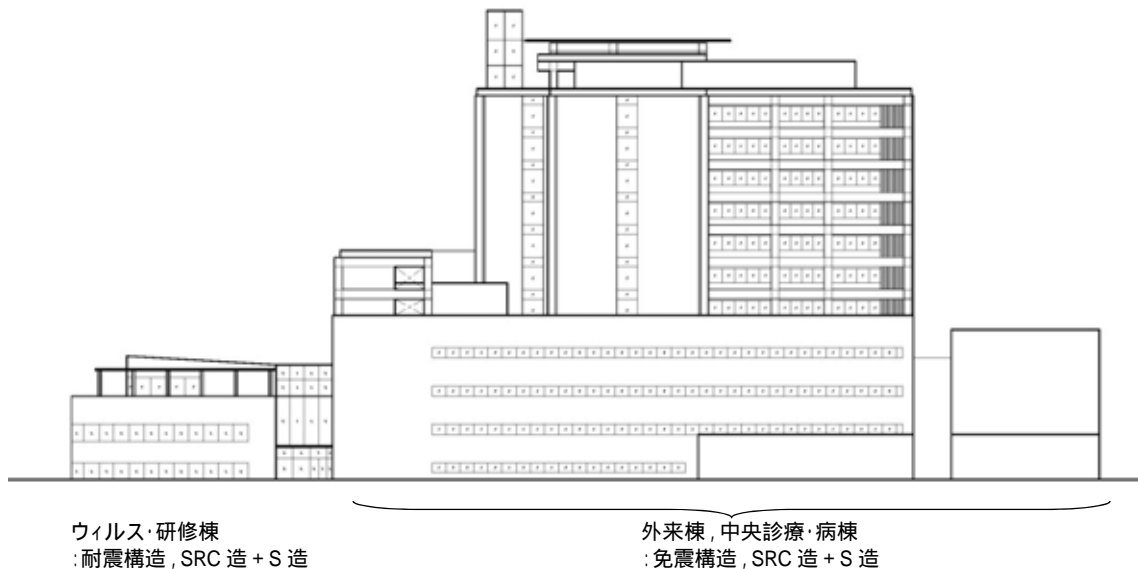 ウィルス・研修棟
:耐震構造,SRC 造 + S 造
外来棟,中央診療・病棟
:免震構造,SRC 造 + S 造